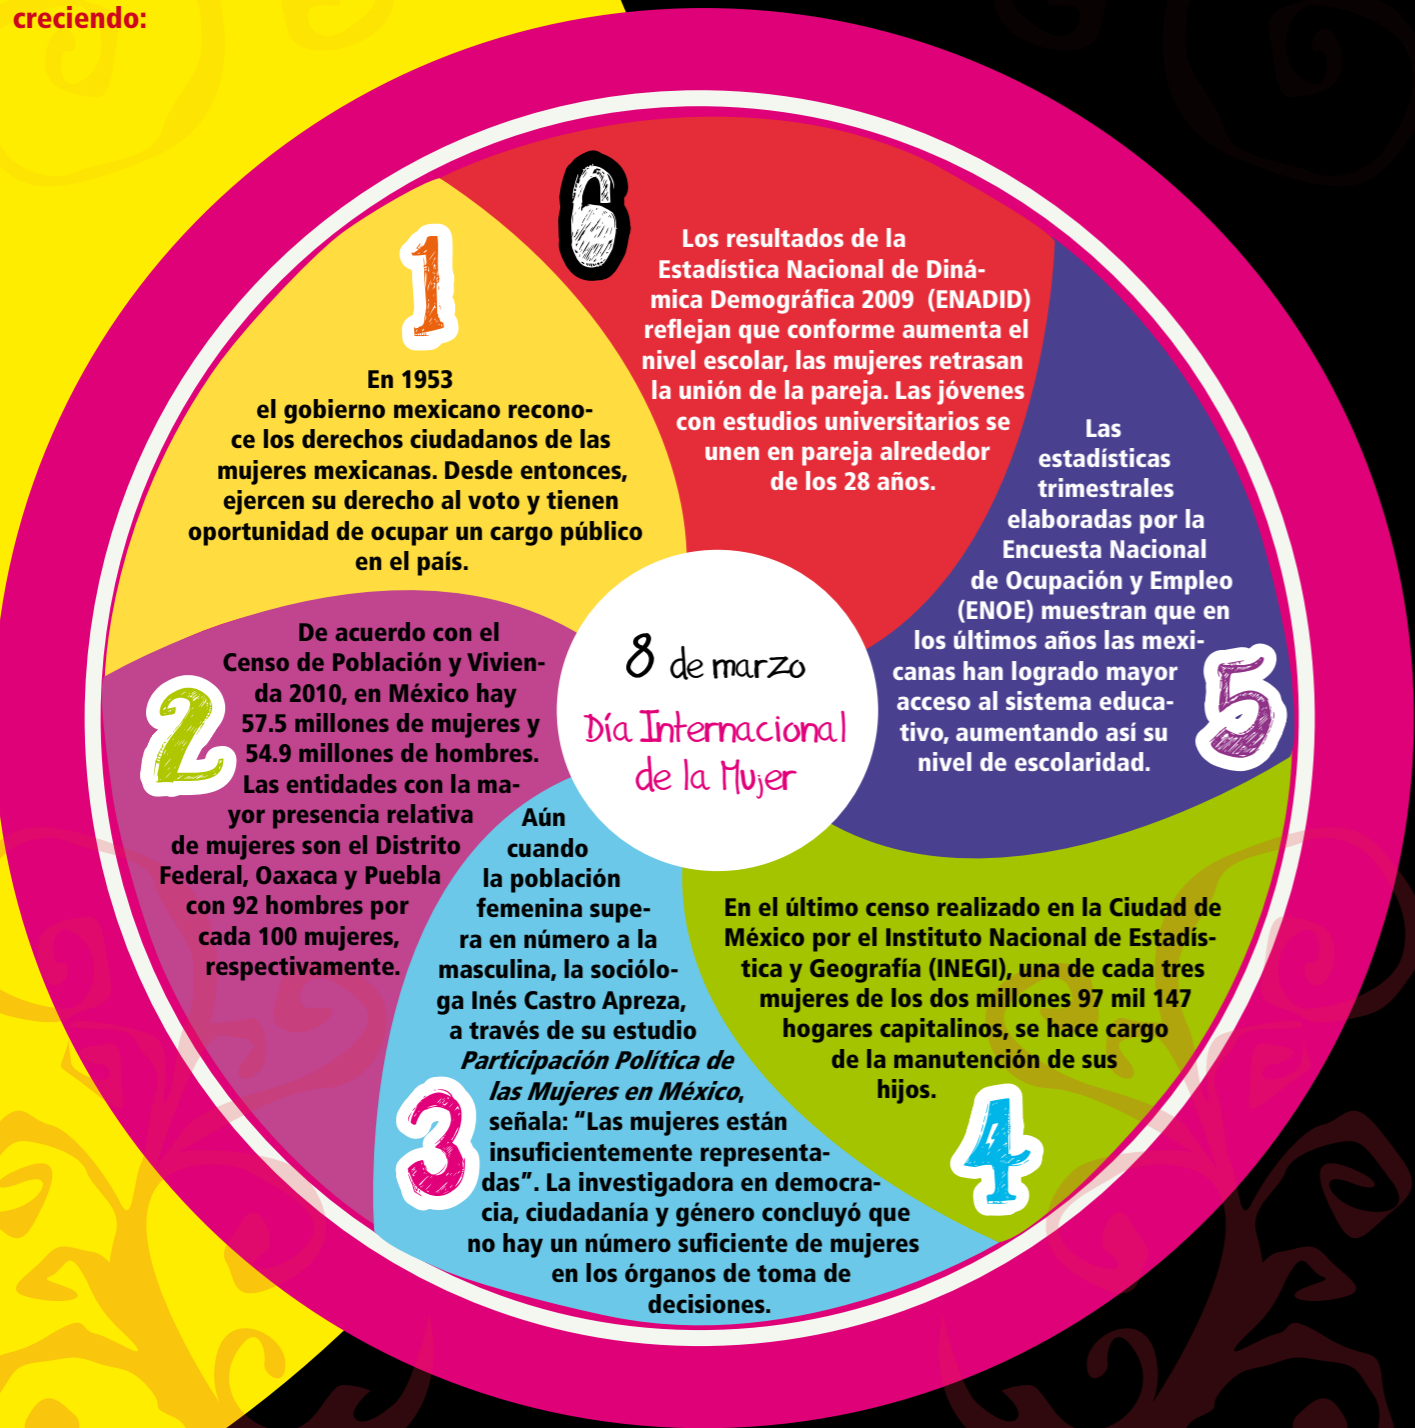 creciendo:
1
En 1953
el gobierno mexicano recono-
ce los derechos ciudadanos de las
mujeres mexicanas. Desde entonces,
ejercen su derecho al voto y tienen
oportunidad de ocupar un cargo público
en el país.
2
De acuerdo con el
Censo de Población y Vivien-
da 2010, en México hay
57.5 millones de mujeres y
54.9 millones de hombres.
Las entidades con la ma-
yor presencia relativa
de mujeres son el Distrito
Federal, Oaxaca y Puebla
con 92 hombres por
cada 100 mujeres,
respectivamente.
3
Aún
cuando
la población
femenina supe-
ra en número a la
masculina, la sociólo-
ga Inés Castro Apreza,
a través de su estudio
Participación Política de
las Mujeres en México,
señala: “Las mujeres están
insuficientemente representa-
das”. La investigadora en democra-
cia, ciudadanía y género concluyó que
no hay un número suficiente de mujeres
en los órganos de toma de
decisiones.
4
En el último censo realizado en la Ciudad de
México por el Instituto Nacional de Estadís-
tica y Geografía (INEGI), una de cada tres
mujeres de los dos millones 97 mil 147
hogares capitalinos, se hace cargo
de la manutención de sus
hijos.
5
Las
estadísticas
trimestrales
elaboradas por la
Encuesta Nacional
de Ocupación y Empleo
(ENOE) muestran que en
los últimos años las mexi-
canas han logrado mayor
acceso al sistema educa-
tivo, aumentando así su
nivel de escolaridad.
6
Los resultados de la
Estadística Nacional de Diná-
mica Demográfica 2009 (ENADID)
reflejan que conforme aumenta el
nivel escolar, las mujeres retrasan
la unión de la pareja. Las jóvenes
con estudios universitarios se
unen en pareja alrededor
de los 28 años.
8 de marzo
Día Internacional
de la Mujer